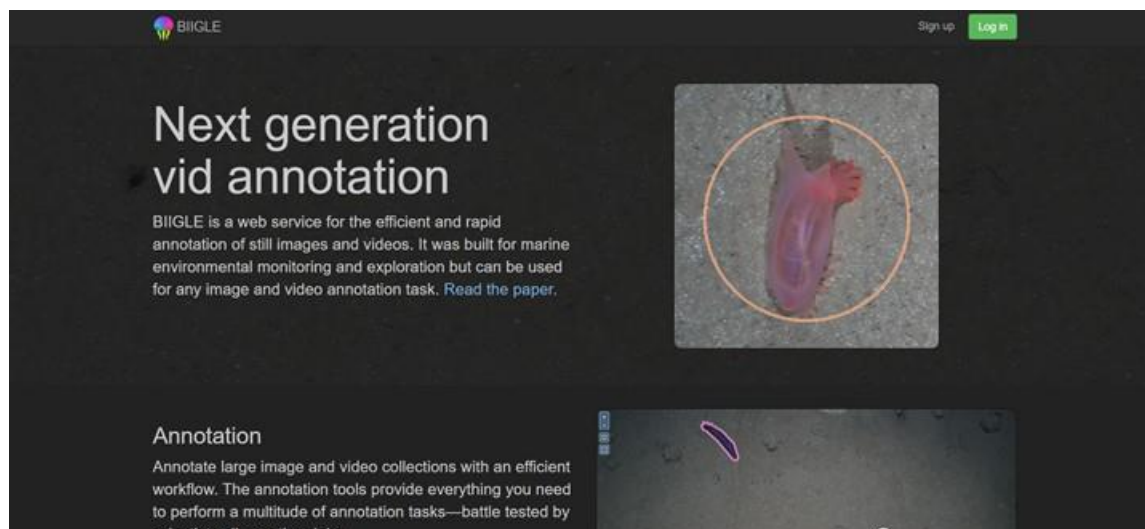 BIIGLE
Sign up
Log in
Next generation
vid annotation
BIIGLE is a web service for the efficient and rapid
annotation of still images and videos. It was built for marine
environmental monitoring and exploration but can be used
for any image and video annotation task. Read the paper.
Annotation
Annotate large image and video collections with an efficient
workflow. The annotation tools provide everything you need
to perform a multitude of annotation tasks—battle tested by